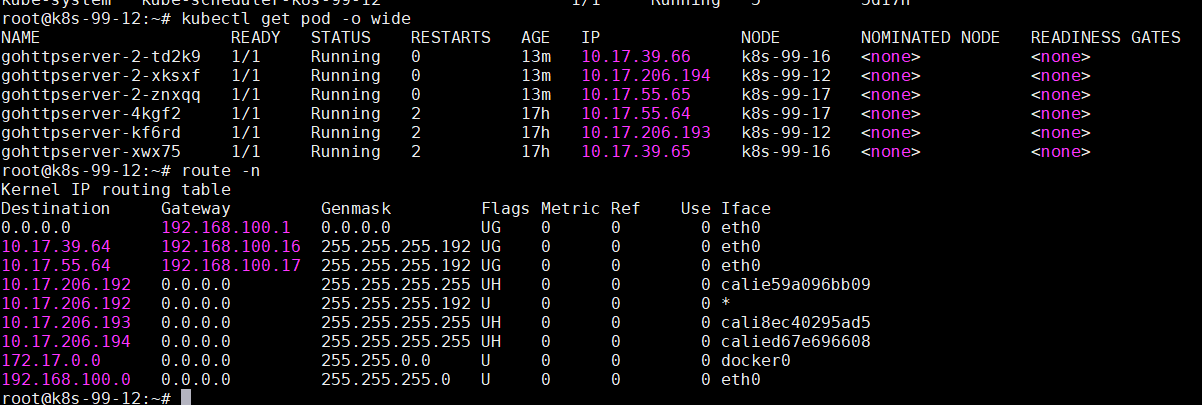 kube-system   kube-scheduler-k8s-99-12   1/1   Running   5   5d17h
root@k8s-99-12:~# kubectl get pod -o wide
NAME                    READY   STATUS    RESTARTS   AGE   IP              NODE        NOMINATED NODE   READINESS GATES
gohttpserver-2-td2k9    1/1     Running   0          13m   10.17.39.66     k8s-99-16   <none>           <none>
gohttpserver-2-xksxf    1/1     Running   0          13m   10.17.206.194   k8s-99-12   <none>           <none>
gohttpserver-2-znxqq    1/1     Running   0          13m   10.17.55.65     k8s-99-17   <none>           <none>
gohttpserver-4kgf2      1/1     Running   2          17h   10.17.55.64     k8s-99-17   <none>           <none>
gohttpserver-kf6rd      1/1     Running   2          17h   10.17.206.193   k8s-99-12   <none>           <none>
gohttpserver-xwx75      1/1     Running   2          17h   10.17.39.65     k8s-99-16   <none>           <none>
root@k8s-99-12:~# route -n
Kernel IP routing table
Destination     Gateway         Genmask         Flags Metric Ref    Use Iface
0.0.0.0         192.168.100.1   0.0.0.0         UG    0      0        0 eth0
10.17.39.64     192.168.100.16  255.255.255.192 UG    0      0        0 eth0
10.17.55.64     192.168.100.17  255.255.255.192 UG    0      0        0 eth0
10.17.206.192   0.0.0.0         255.255.255.255 UH    0      0        0 calie59a096bb09
10.17.206.192   0.0.0.0         255.255.255.192 U     0      0        0 *
10.17.206.193   0.0.0.0         255.255.255.255 UH    0      0        0 cali8ec40295ad5
10.17.206.194   0.0.0.0         255.255.255.255 UH    0      0        0 calied67e696608
172.17.0.0      0.0.0.0         255.255.0.0     U     0      0        0 docker0
192.168.100.0   0.0.0.0         255.255.255.0   U     0      0        0 eth0
root@k8s-99-12:~#